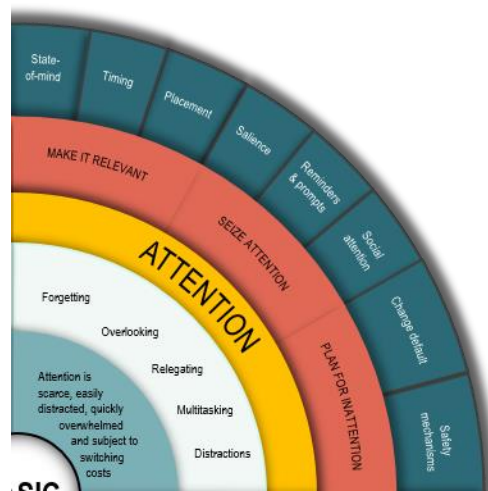 State-
of-mind
Timing
Placement
Salience
Reminders
& prompts
Social
attention
Change default
Safety
mechanisms
MAKE IT RELEVANT
SEIZE ATTENTION
PLAN FOR INATTENTION
ATTENTION
Forgetting
Overlooking
Relegating
Multitasking
Distractions
Attention is
scarce, easily
distracted, quickly
overwhelmed
and subject to
switching
costs